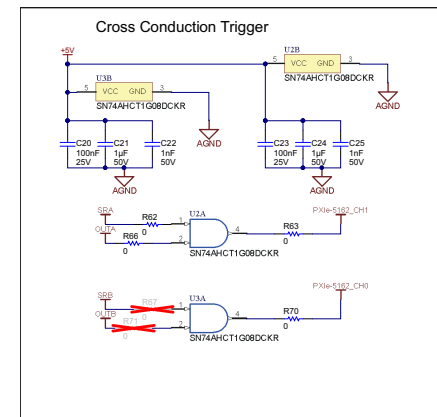 Cross Conduction Trigger
+5V
U2B
5 VCC GND 3
SN74AHCT1G08DCKR
U3B
5 VCC GND 3
SN74AHCT1G08DCKR
AGND
AGND
C20 C21 C22
100nF 1µF 1nF
25V 50V 50V
C23 C24 C25
100nF 1µF 1nF
25V 50V 50V
AGND
AGND
SRA R62 U2A PXIe-5162_CH1
OUTA 0 1 4 R63
R66 2 0
0 SN74AHCT1G08DCKR
SRB R67 U3A PXIe-5162_CH0
OUTB 0 1 4 R70
R71 2 0
0 SN74AHCT1G08DCKR